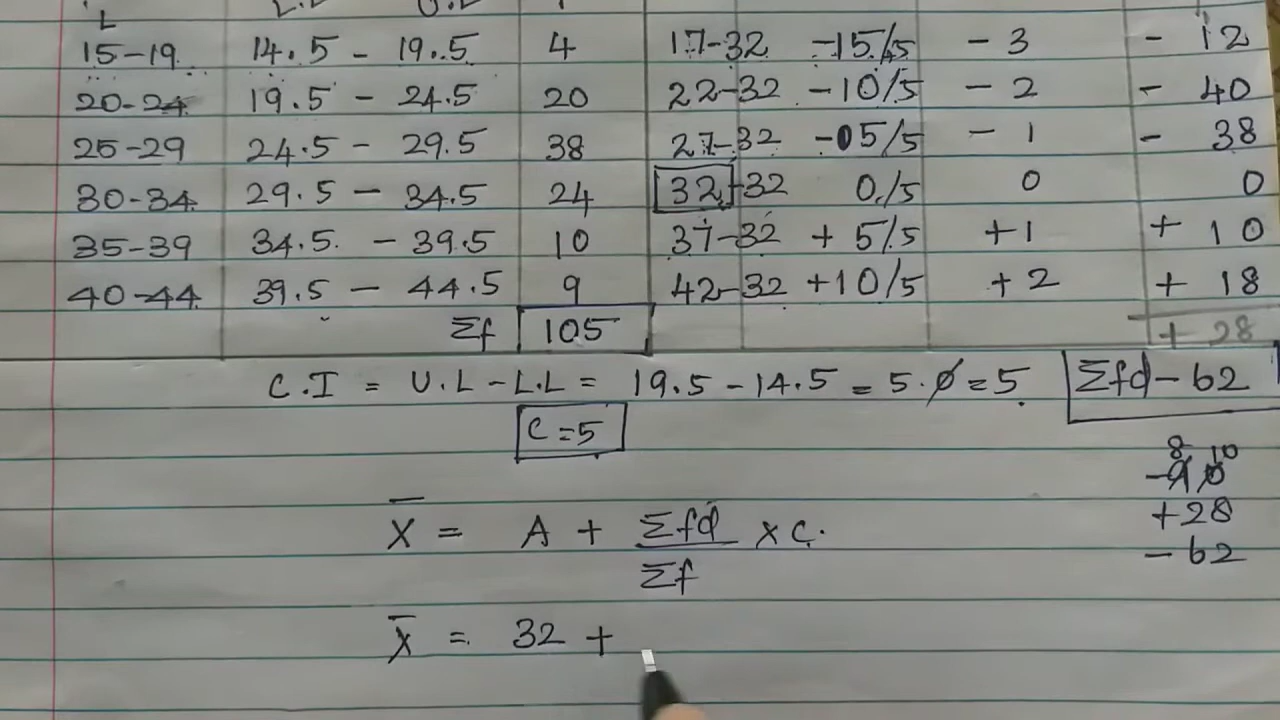 15-19 14.5 - 19.5 4 17-32 -15/5 - 3 - 12
20-24 19.5 - 24.5 20 22-32 -10/5 - 2 - 40
25-29 24.5 - 29.5 38 27-32 -05/5 - 1 - 38
30-34 29.5 - 34.5 24 32-32 0/5 0 0
35-39 34.5 - 39.5 10 37-32 + 5/5 +1 + 10
40-44 39.5 - 44.5 9 42-32 +10/5 +2 + 18
Σf 105 + 28
C.I = U.L - L.L = 19.5 - 14.5 = 5.0 = 5. Σfd - 62
C = 5
8 10
-90
+28
- 62
X̅ = A + Σfd/Σf × C.
X̅ = 32 +